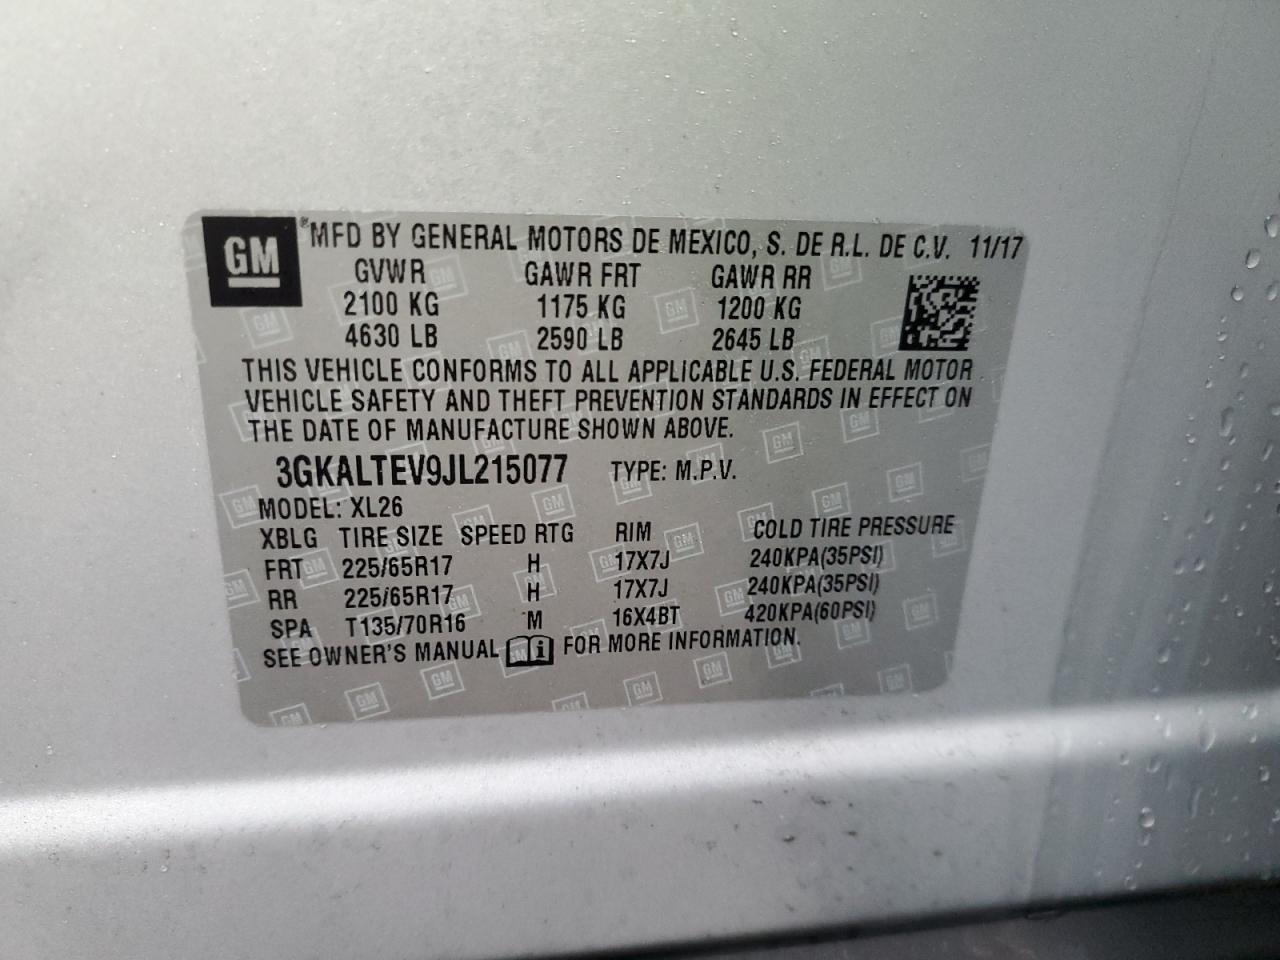 GM ® MFD BY GENERAL MOTORS DE MEXICO, S. DE R.L. DE C.V. 11/17
GVWR GAWR FRT GAWR RR
2100 KG 1175 KG 1200 KG
4630 LB 2590 LB 2645 LB
THIS VEHICLE CONFORMS TO ALL APPLICABLE U.S. FEDERAL MOTOR
VEHICLE SAFETY AND THEFT PREVENTION STANDARDS IN EFFECT ON
THE DATE OF MANUFACTURE SHOWN ABOVE.
3GKALTEV9JL215077 TYPE: M.P.V.
MODEL: XL26
XBLG TIRE SIZE SPEED RTG RIM COLD TIRE PRESSURE
FRT 225/65R17 H 17X7J 240KPA(35PSI)
RR 225/65R17 H 17X7J 240KPA(35PSI)
SPA T135/70R16 M 16X4BT 420KPA(60PSI)
SEE OWNER'S MANUAL i FOR MORE INFORMATION.